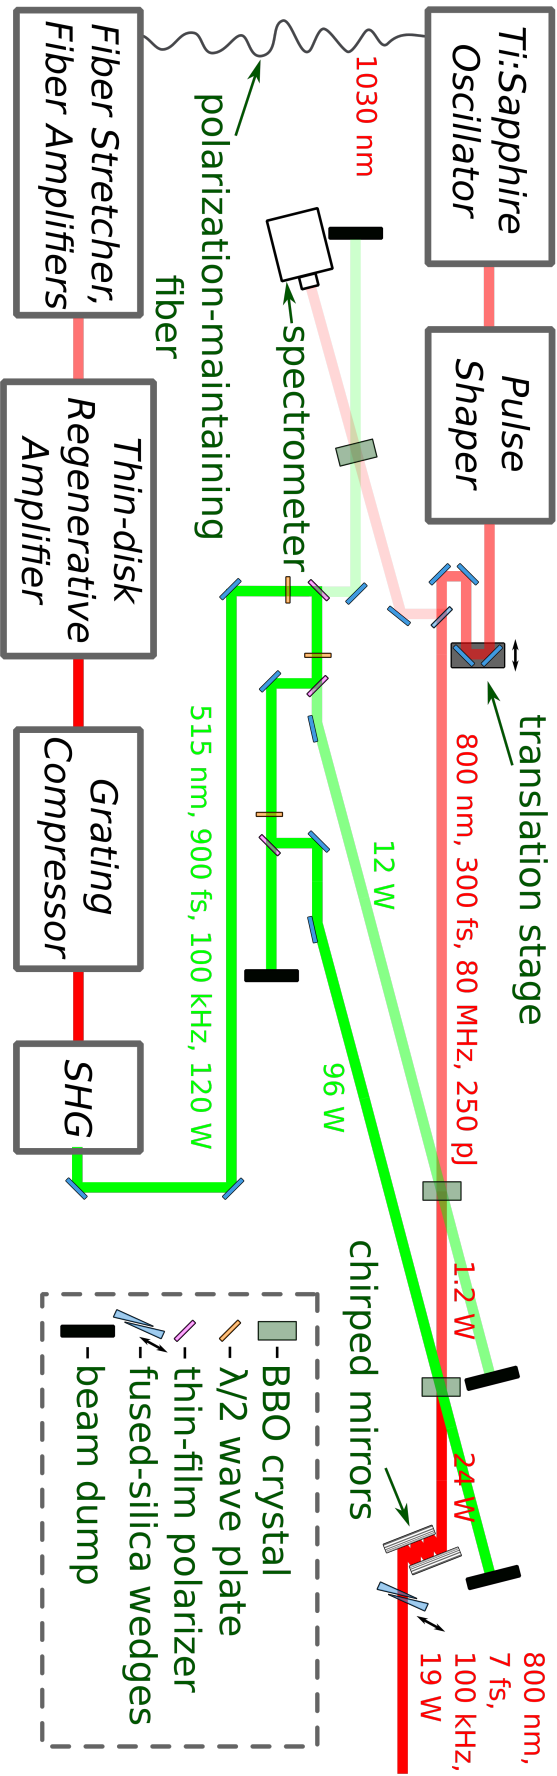 Ti:Sapphire
Oscillator
Pulse
Shaper
translation stage
1030 nm
polarization-maintaining
fiber
spectrometer
800 nm, 300 fs, 80 MHz, 250 pJ
12 W
1.2 W
96 W
24 W
chirped mirrors
800 nm,
7 fs,
100 kHz,
19 W
515 nm, 900 fs, 100 kHz, 120 W
Fiber Stretcher,
Fiber Amplifiers
Thin-disk
Regenerative
Amplifier
Grating
Compressor
SHG
-BBO crystal
-λ/2 wave plate
-thin-film polarizer
-fused-silica wedges
-beam dump